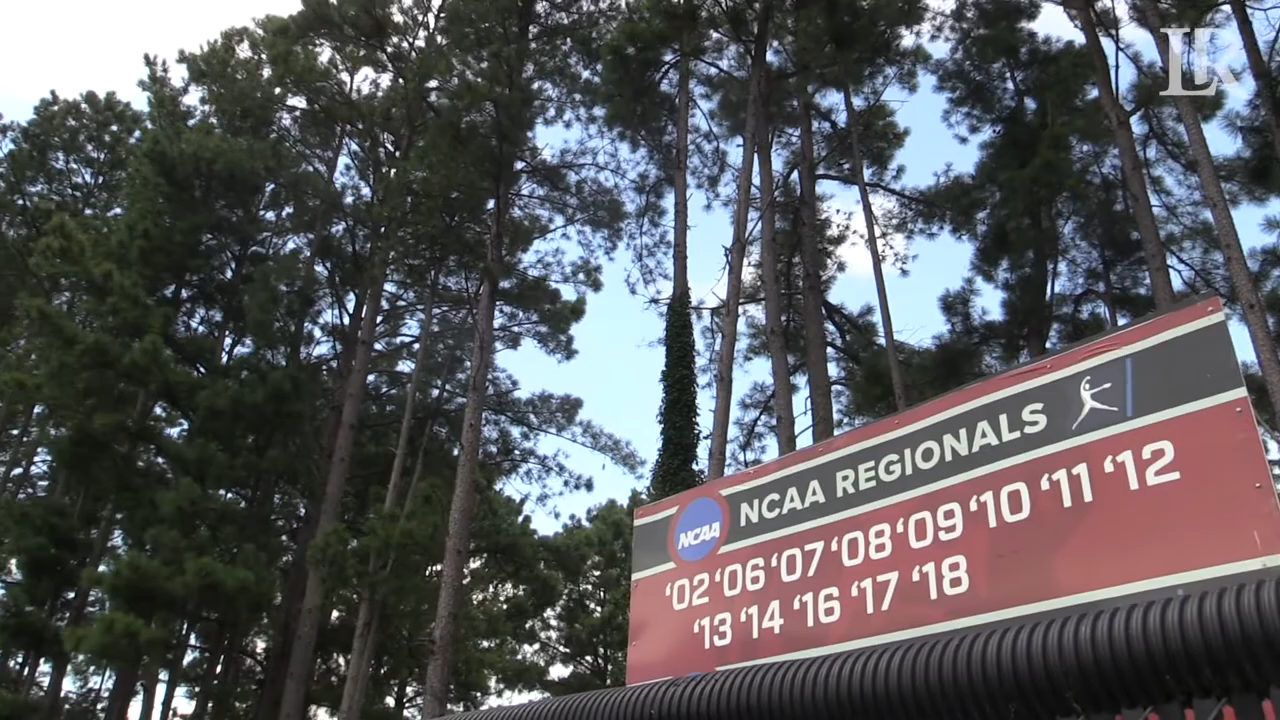 LR
NCAA NCAA REGIONALS
‘02 ‘06 ‘07 ‘08 ‘09 ‘10 ‘11 ‘12
‘13 ‘14 ‘16 ‘17 ‘18